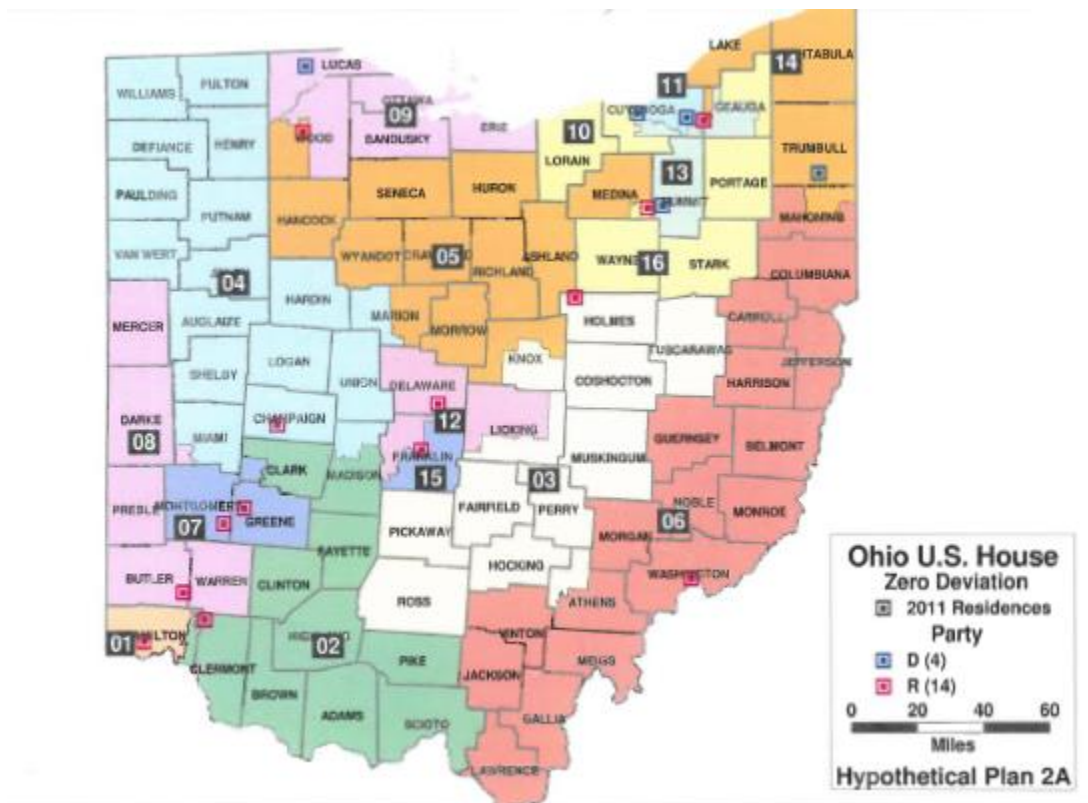 LAKE
14
LUCAS
11
FULTON
WILLIAMS
GEAUGA
09
WOOD
SANDUSKY
ERIE
10
DEFIANCE
HENRY
TRUMBULL
LORAIN
13
PORTAGE
PAULDING
SENECA
HURON
MEDINA
PUTNAM
HANCOCK
MAHONING
VAN WERT
WYANDOT
05
ASHLAND
WAYNE
16
STARK
RICHLAND
COLUMBIANA
04
HARDIN
MARION
AUGLAIZE
MERCER
MORROW
HOLMES
CARROLL
TUSCARAWAS
KNOX
LOGAN
JEFFERSON
SHELBY
UNION
DELAWARE
COSHOCTON
HARRISON
CHAMPAIGN
DARKE
12
LICKING
08
MIAMI
GUERNSEY
BELMONT
FRANKLIN
MUSKINGUM
CLARK
MADISON
15
03
PREBLE
MONTGOMERY
FAIRFIELD
PERRY
NOBLE
MONROE
07
GREENE
06
PICKAWAY
MORGAN
FAYETTE
HOCKING
WASHINGTON
BUTLER
WARREN
CLINTON
ROSS
ATHENS
01
VINTON
HIGHLAND
02
PIKE
MEIGS
CLERMONT
JACKSON
BROWN
ADAMS
SCIOTO
GALLIA
LAWRENCE
Ohio U.S. House
Zero Deviation
2011 Residences
Party
D (4)
R (14)
0 20 40 60
Miles
Hypothetical Plan 2A